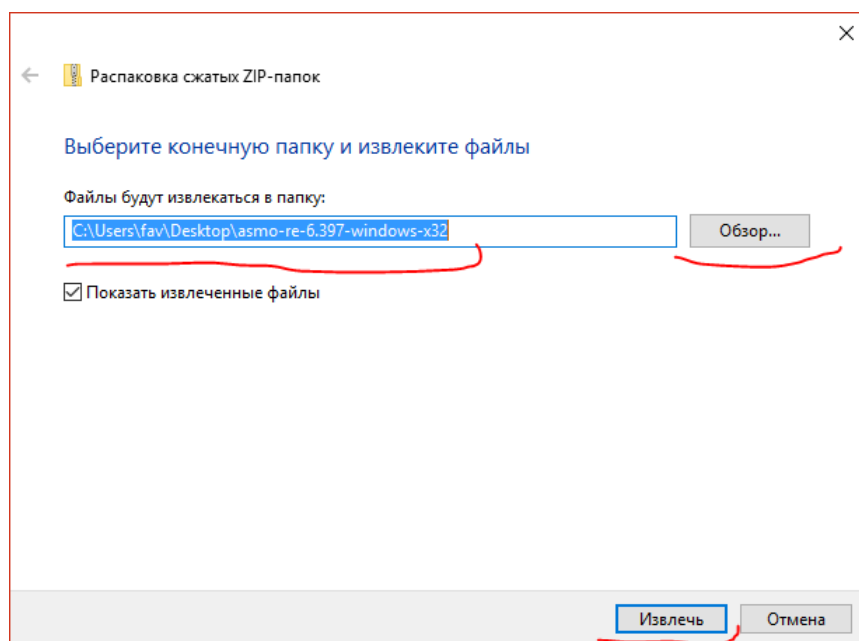 Распаковка сжатых ZIP-папок
Выберите конечную папку и извлеките файлы
Файлы будут извлекаться в папку:
C:\Users\fav\Desktop\asmo-re-6.397-windows-x32
Обзор...
Показать извлеченные файлы
Извлечь
Отмена